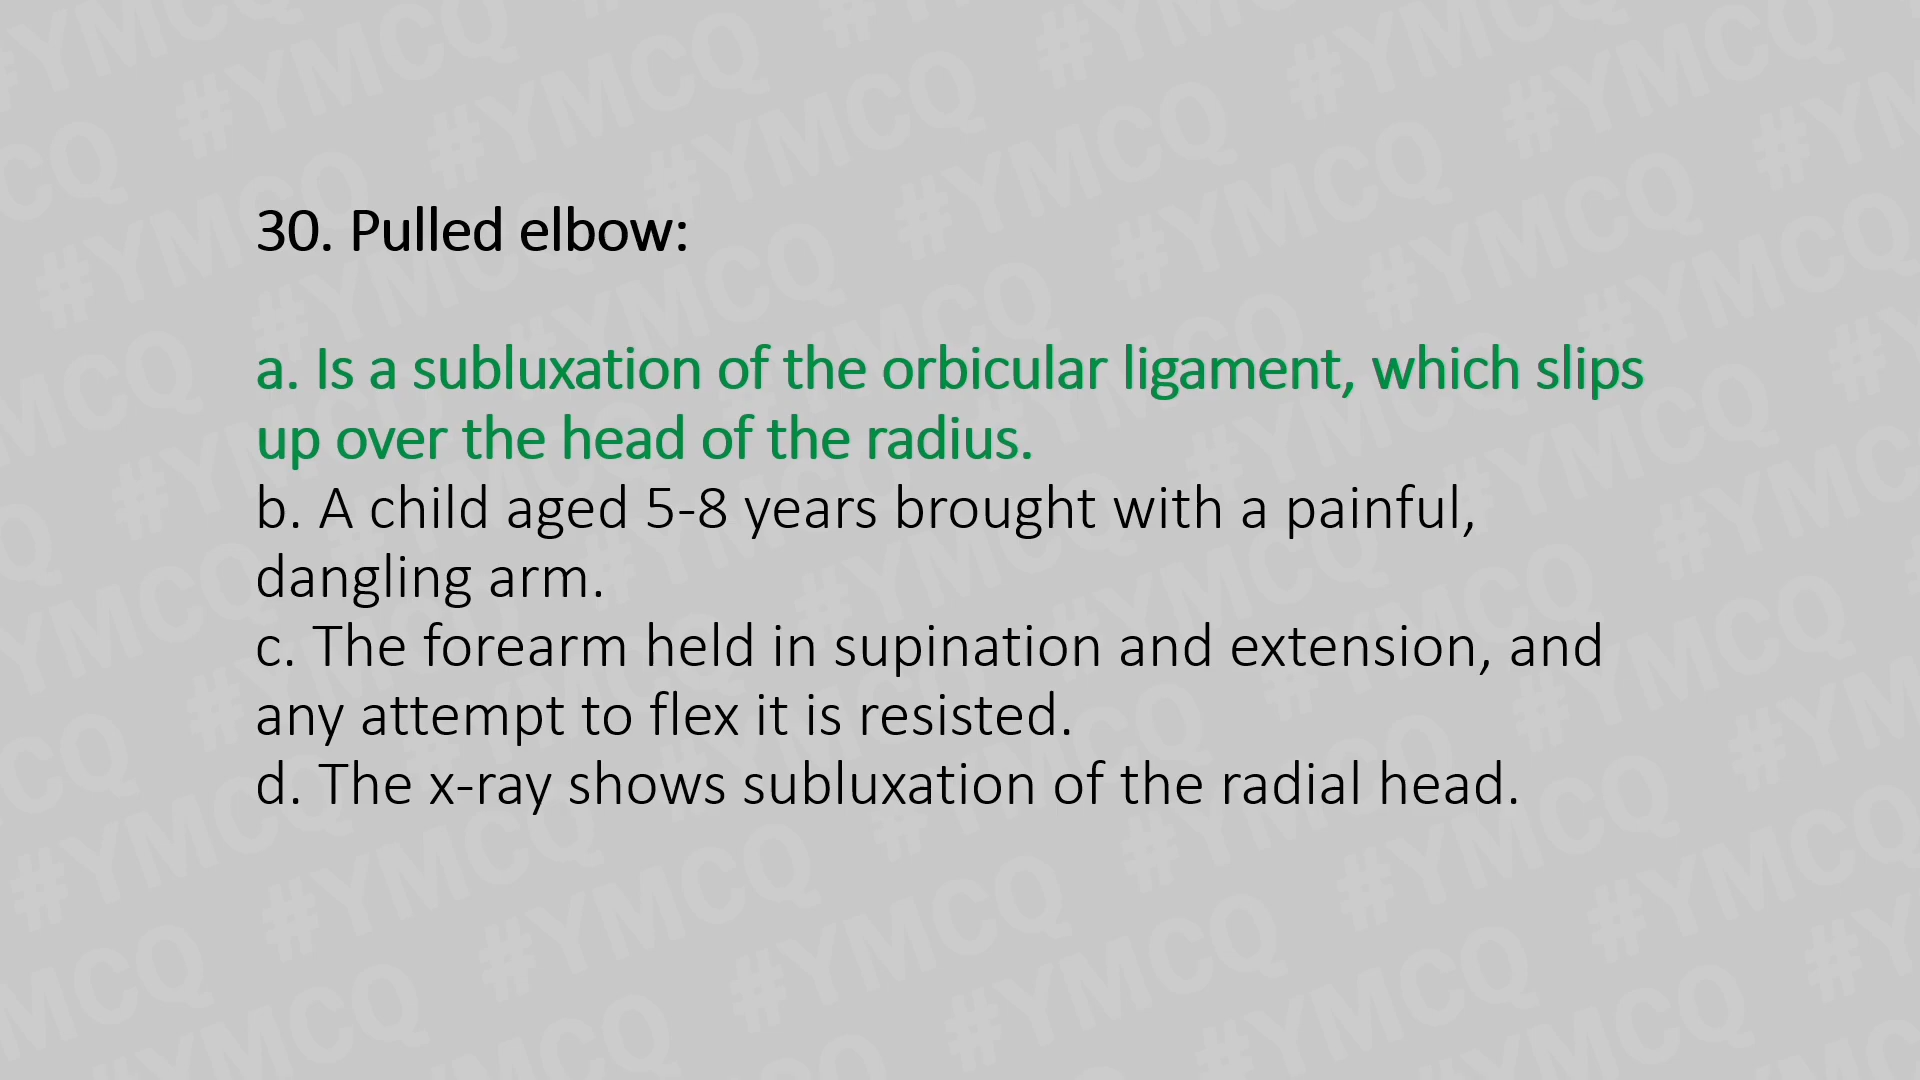 30. Pulled elbow:
a. Is a subluxation of the orbicular ligament, which slips
up over the head of the radius.
b. A child aged 5-8 years brought with a painful,
dangling arm.
c. The forearm held in supination and extension, and
any attempt to flex it is resisted.
d. The x-ray shows subluxation of the radial head.
#YMCQ